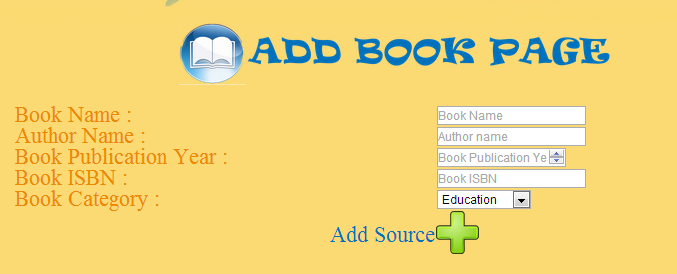 ADD BOOK PAGE
Book Name : Book Name
Author Name : Author name
Book Publication Year : Book Publication Ye
Book ISBN : Book ISBN
Book Category : Education
Add Source